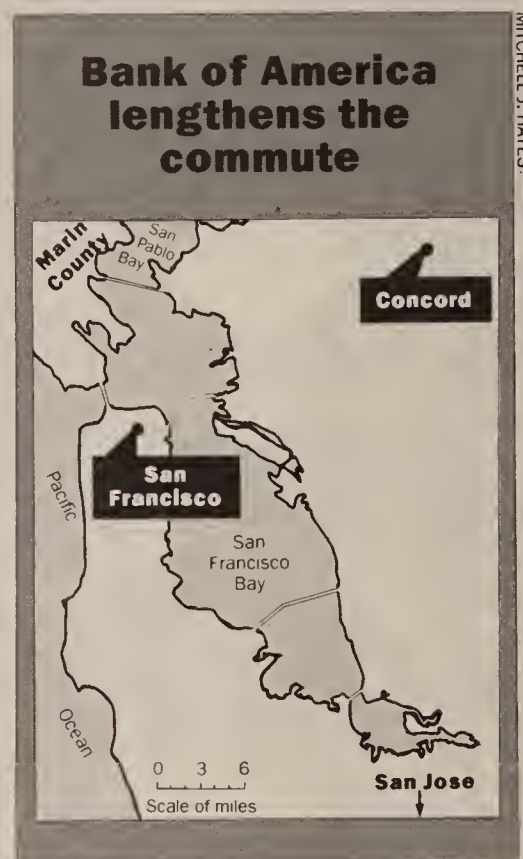 Bank of America
lengthens the
commute
MITCHELL J. HAYES
Marin
County
San
Pablo
Bay
Concord
San
Francisco
Pacific
San
Francisco
Bay
Ocean
0 3 6
Scale of miles
San Jose